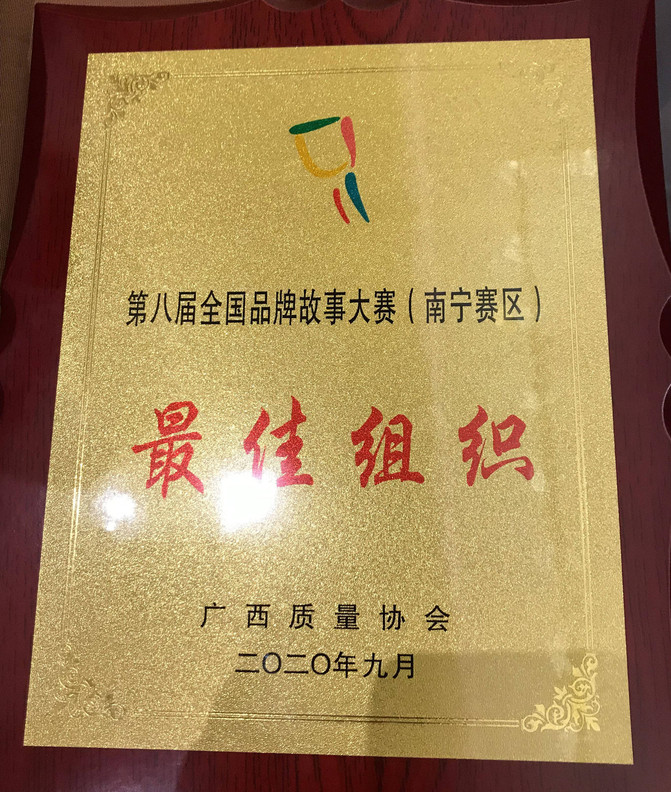 第八届全国品牌故事大赛（南宁赛区）
最佳组织
广西质量协会
二〇二〇年九月